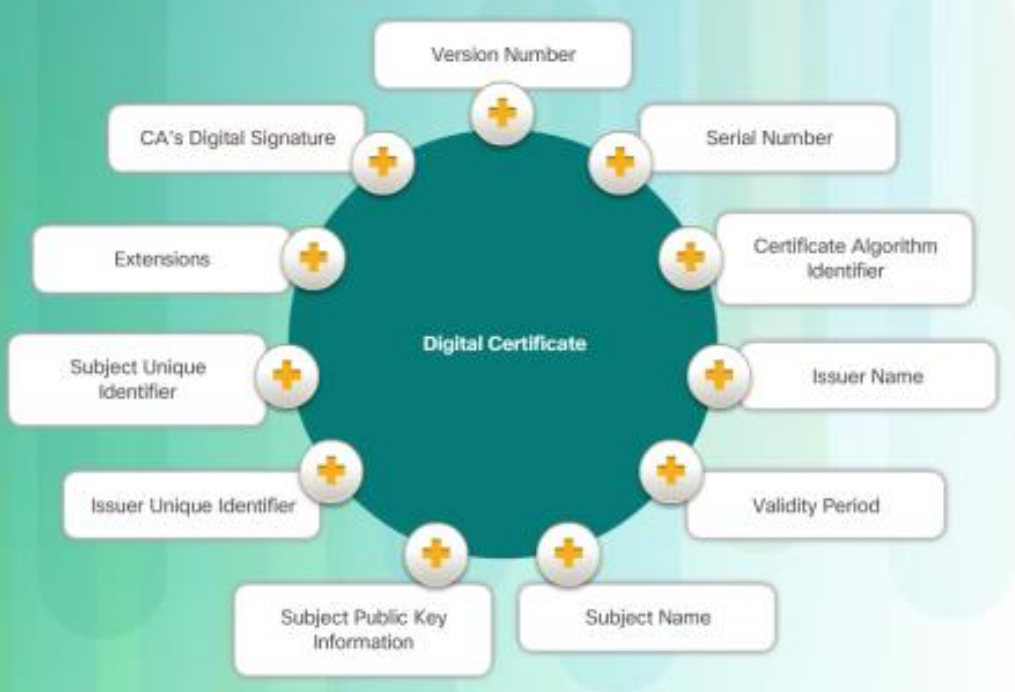 Version Number
Serial Number
Certificate Algorithm
Identifier
Issuer Name
Validity Period
Subject Name
Subject Public Key
Information
Issuer Unique Identifier
Subject Unique
Identifier
Extensions
CA's Digital Signature
Digital Certificate